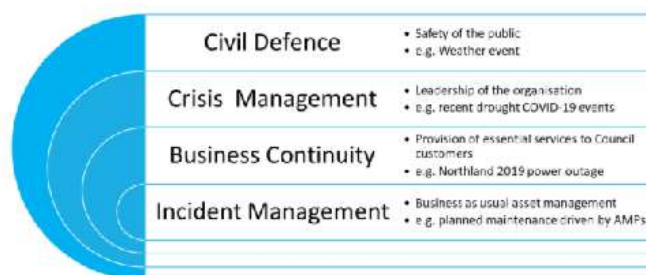 Civil Defence
• Safety of the public
• e.g. Weather event
Crisis Management
• Leadership of the organisation
• e.g. recent drought COVID-19 events
Business Continuity
• Provision of essential services to Council
customers
• e.g. Northland 2019 power outage
Incident Management
• Business as usual asset management
• e.g. planned maintenance driven by AMPs